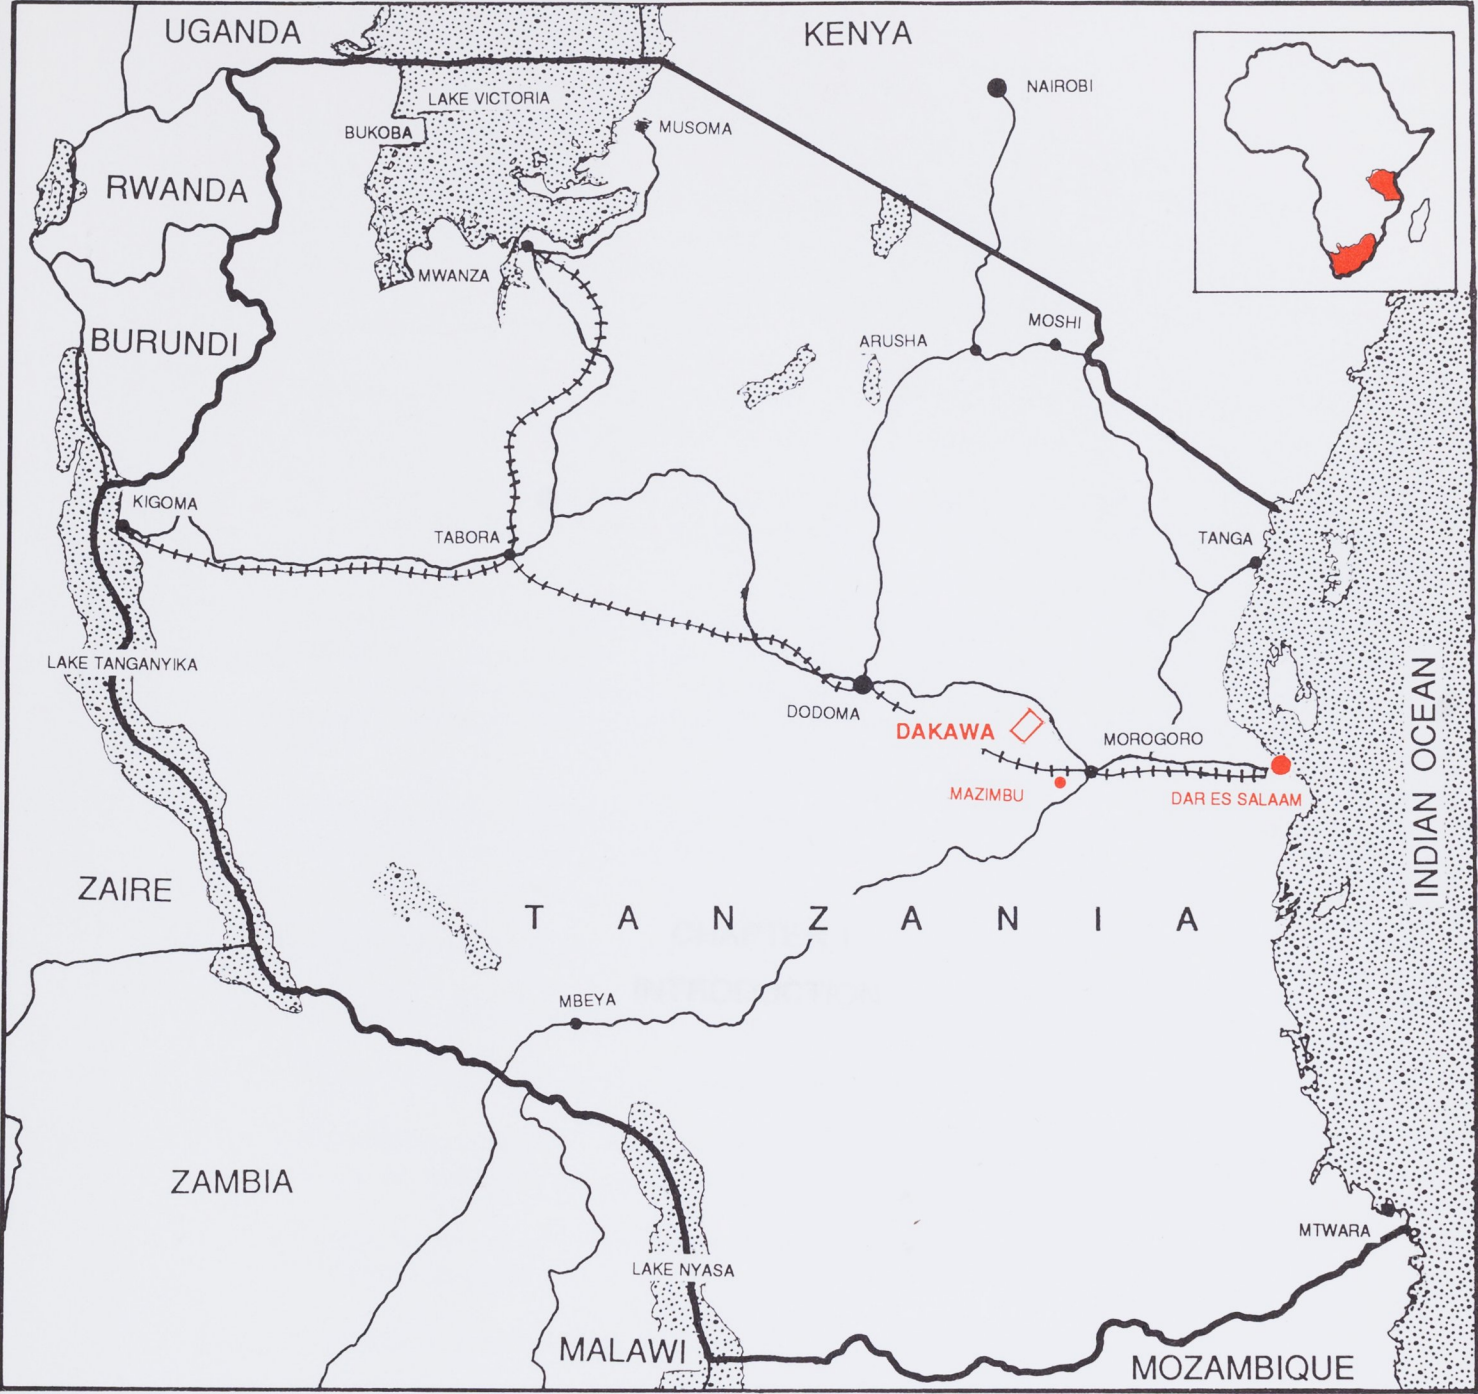 UGANDA
KENYA
NAIROBI
LAKE VICTORIA
BUKOBA
MUSOMA
RWANDA
MWANZA
BURUNDI
MOSHI
ARUSHA
KIGOMA
TABORA
TANGA
LAKE TANGANYIKA
DODOMA
DAKAWA
MOROGORO
MAZIMBU
DAR ES SALAAM
INDIAN OCEAN
ZAIRE
TANZANIA
MBEYA
ZAMBIA
MTWARA
LAKE NYASA
MALAWI
MOZAMBIQUE